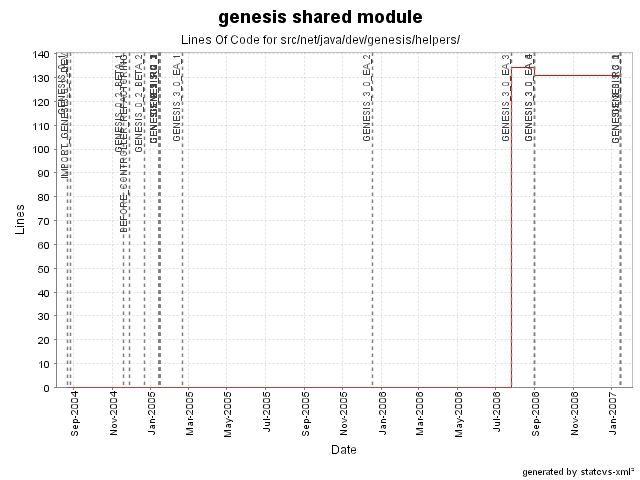 genesis shared module
Lines Of Code for src/net/java/dev/genesis/helpers/
140
130
120
110
100
90
80
70
60
50
40
30
20
10
0
Lines
BEFORE_CONTROLLER_REFACTORING
GENESIS_0_2_BETA_2
GENESIS_3_0_EA_1
GENESIS_3_0_EA_2
GENESIS_3_0_EA_3
Sep-2004
Nov-2004
Jan-2005
Mar-2005
May-2005
Jul-2005
Sep-2005
Nov-2005
Jan-2006
Mar-2006
May-2006
Jul-2006
Sep-2006
Nov-2006
Jan-2007
Date
generated by statcvs-xml²